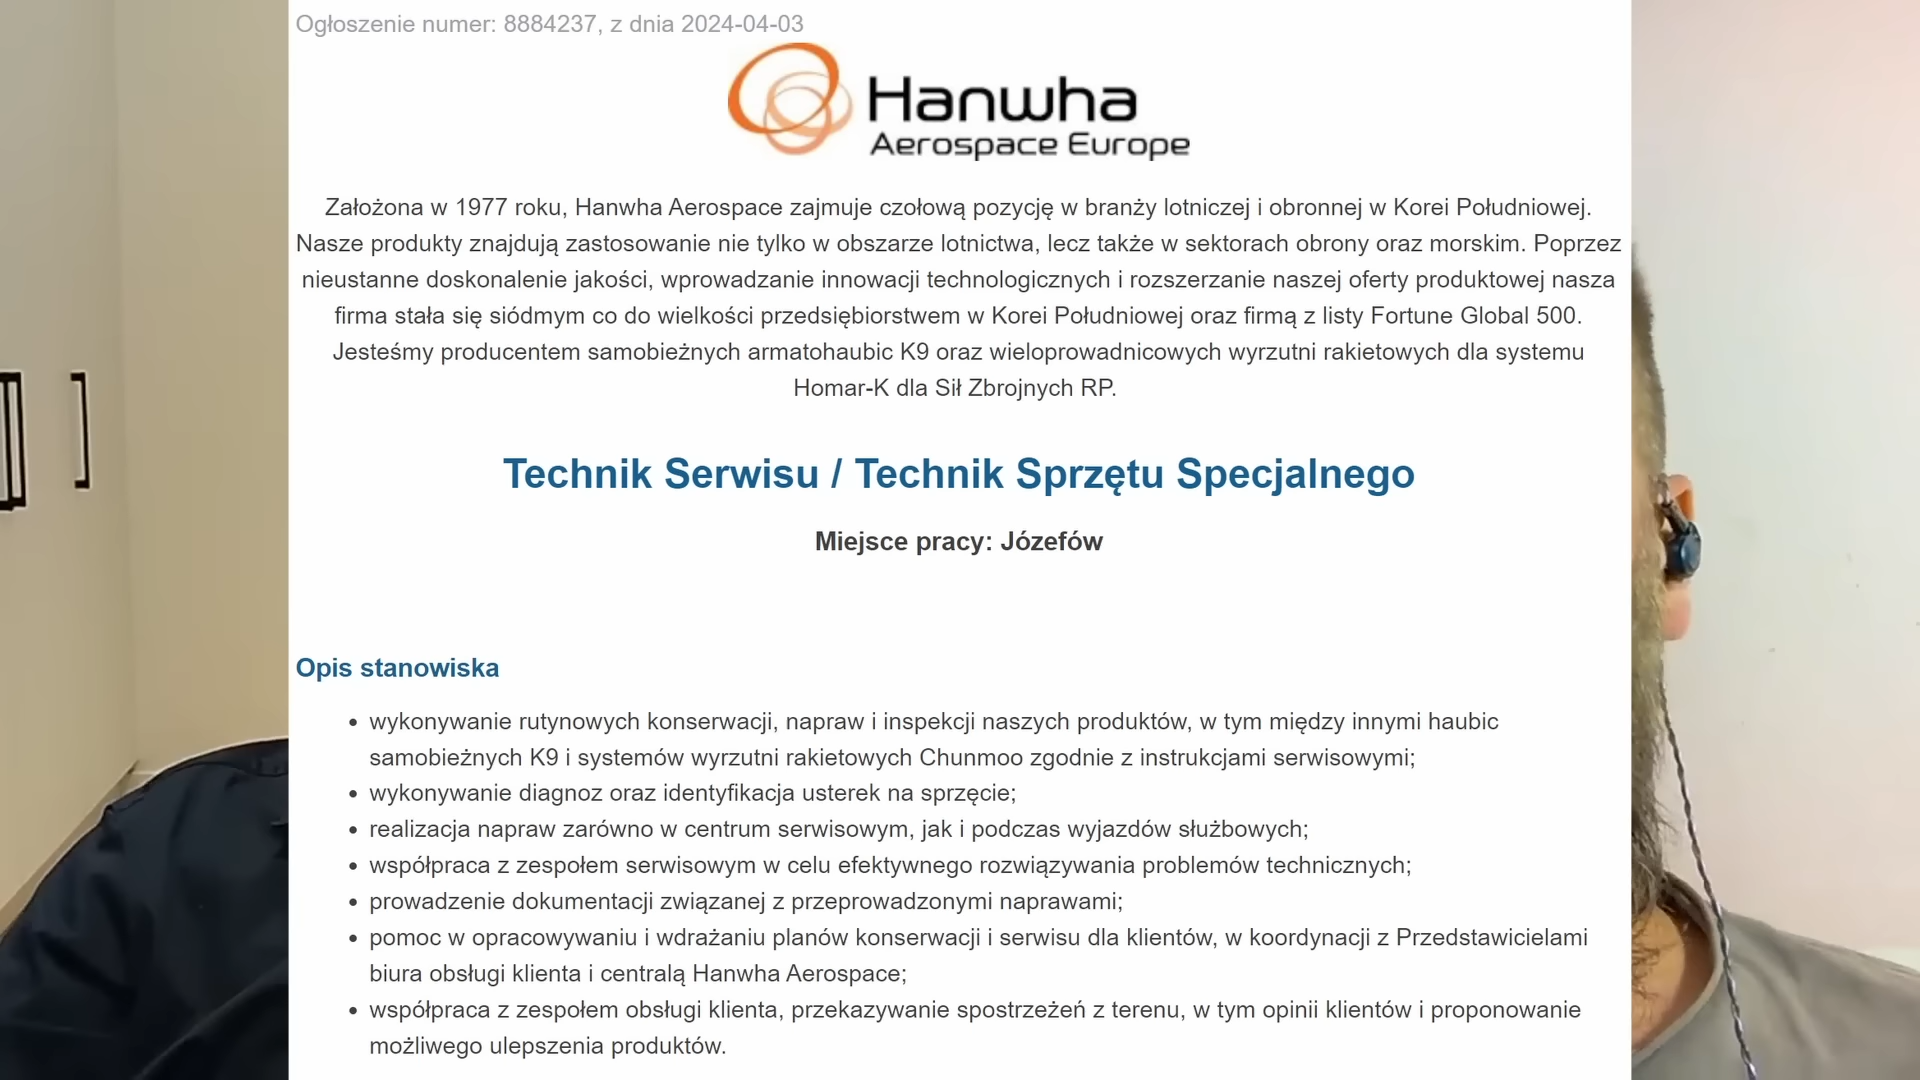 Ogłoszenie numer: 8884237, z dnia 2024-04-03
Hanwha
Aerospace Europe
Założona w 1977 roku, Hanwha Aerospace zajmuje czołową pozycję w branży lotniczej i obronnej w Korei Południowej.
Nasze produkty znajdują zastosowanie nie tylko w obszarze lotnictwa, lecz także w sektorach obrony oraz morskim. Poprzez
nieustanne doskonalenie jakości, wprowadzanie innowacji technologicznych i rozszerzanie naszej oferty produktowej nasza
firma stała się siódmym co do wielkości przedsiębiorstwem w Korei Południowej oraz firmą z listy Fortune Global 500.
Jesteśmy producentem samobieżnych armatohaubic K9 oraz wieloprowadnicowych wyrzutni rakietowych dla systemu
Homar-K dla Sił Zbrojnych RP.
Technik Serwisu / Technik Sprzętu Specjalnego
Miejsce pracy: Józefów
Opis stanowiska
• wykonywanie rutynowych konserwacji, napraw i inspekcji naszych produktów, w tym między innymi haubic
samobieżnych K9 i systemów wyrzutni rakietowych Chunmoo zgodnie z instrukcjami serwisowymi;
• wykonywanie diagnoz oraz identyfikacja usterek na sprzęcie;
• realizacja napraw zarówno w centrum serwisowym, jak i podczas wyjazdów służbowych;
• współpraca z zespołem serwisowym w celu efektywnego rozwiązywania problemów technicznych;
• prowadzenie dokumentacji związanej z przeprowadzonymi naprawami;
• pomoc w opracowywaniu i wdrażaniu planów konserwacji i serwisu dla klientów, w koordynacji z Przedstawicielami
biura obsługi klienta i centralą Hanwha Aerospace;
• współpraca z zespołem obsługi klienta, przekazywanie spostrzeżeń z terenu, w tym opinii klientów i proponowanie
możliwego ulepszenia produktów.